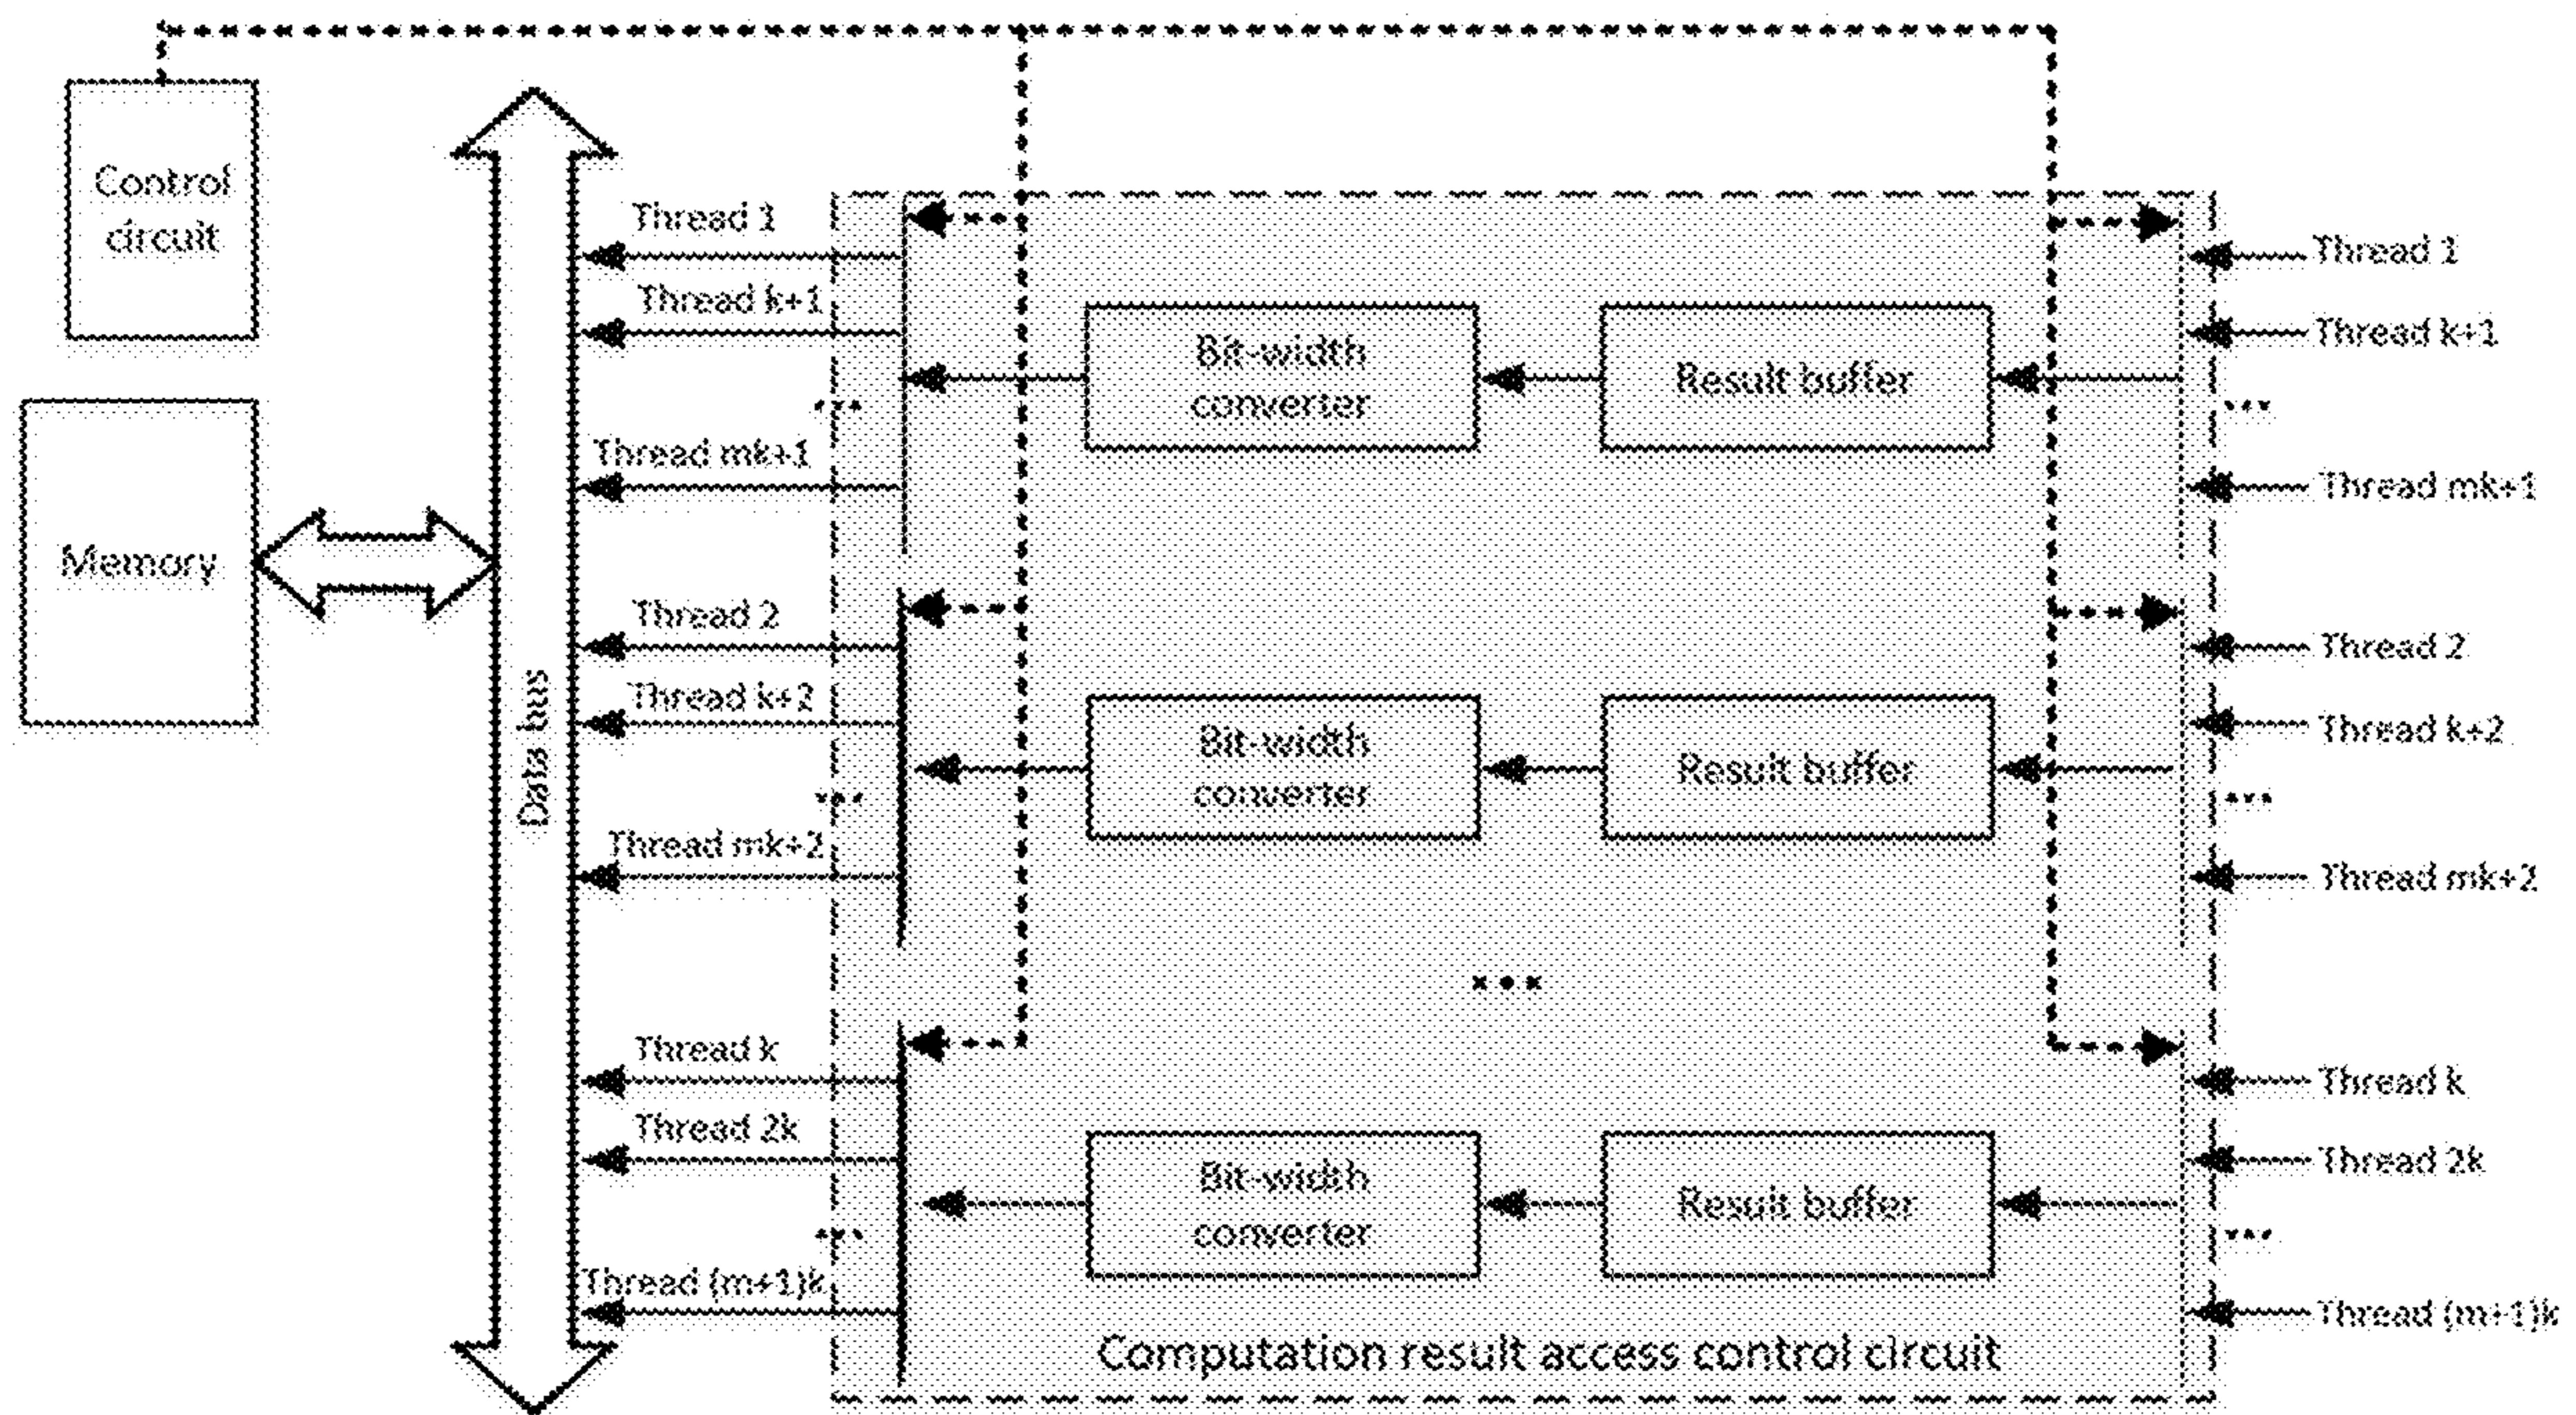 Control
circuit
Memory
Data bus
Thread 1
Thread k+1
...
Thread mk+1
Thread 2
Thread k+2
...
Thread mk+2
Thread k
Thread 2k
...
Thread (m+1)k
Bit-width
converter
Result buffer
Bit-width
converter
Result buffer
...
Bit-width
converter
Result buffer
Computation result access control circuit
Thread 1
Thread k+1
...
Thread mk+1
Thread 2
Thread k+2
...
Thread mk+2
Thread k
Thread 2k
...
Thread (m+1)k